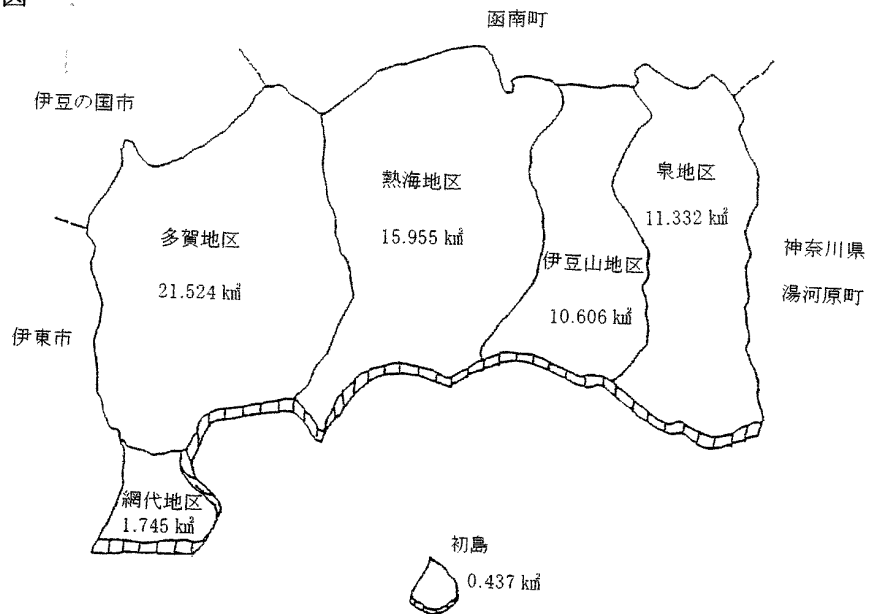 図
函南町
伊豆の国市
熱海地区
15.955 k㎡
泉地区
11.332 k㎡
多賀地区
21.524 k㎡
伊豆山地区
10.606 k㎡
神奈川県
湯河原町
伊東市
網代地区
1.745 k㎡
初島
0.437 k㎡